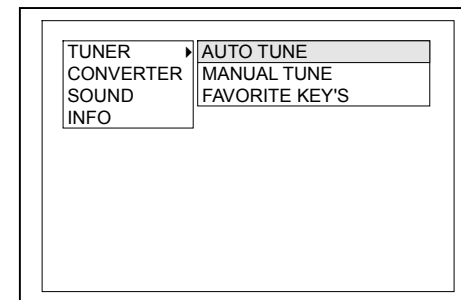 TUNER
CONVERTER
SOUND
INFO
AUTO TUNE
MANUAL TUNE
FAVORITE KEY'S